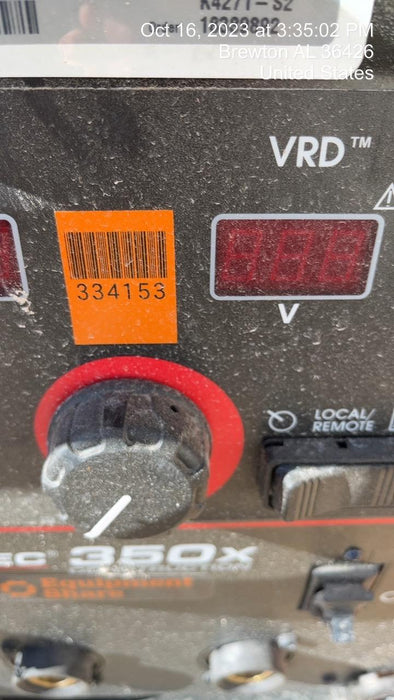 K4271-S2
Oct 16, 2023 at 3:35:02 PM
Brewton AL 36426
United States
VRD™
334153
V
LOCAL/
REMOTE
350X
Equipment
Share